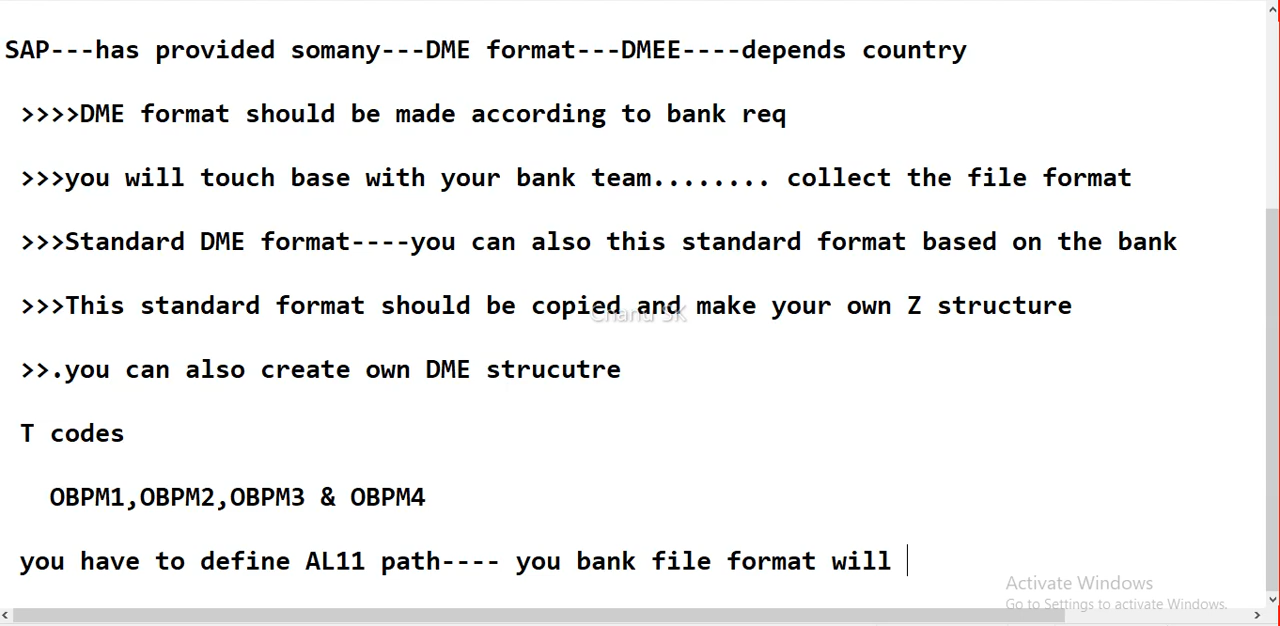 SAP---has provided somany---DME format---DMEE----depends country
>>>>DME format should be made according to bank req
>>>you will touch base with your bank team........ collect the file format
>>>Standard DME format----you can also this standard format based on the bank
>>>This standard format should be copied and make your own Z structure
Chand SK
>>.you can also create own DME strucutre
T codes
OBPM1,OBPM2,OBPM3 & OBPM4
you have to define AL11 path---- you bank file format will
Activate Windows
Go to Settings to activate Windows.